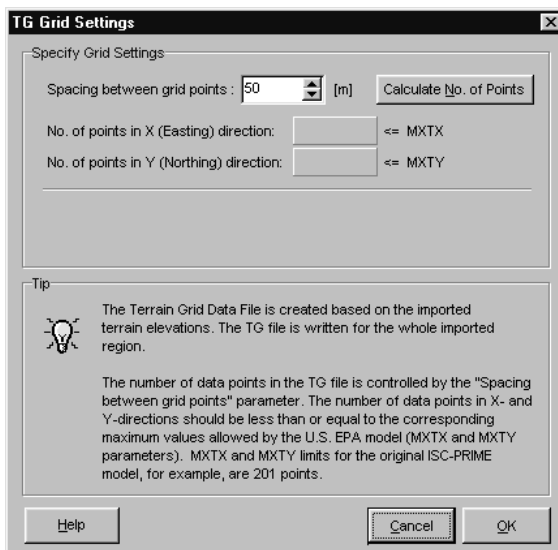 TG Grid Settings
Specify Grid Settings
Spacing between grid points : 50 [m] Calculate No. of Points
No. of points in X (Easting) direction: <= MXTX
No. of points in Y (Northing) direction: <= MXTY
Tip
The Terrain Grid Data File is created based on the imported
terrain elevations. The TG file is written for the whole imported
region.
The number of data points in the TG file is controlled by the "Spacing
between grid points" parameter. The number of data points in X- and
Y-directions should be less than or equal to the corresponding
maximum values allowed by the U.S. EPA model (MXTX and MXTY
parameters). MXTX and MXTY limits for the original ISC-PRIME
model, for example, are 201 points.
Help Cancel OK